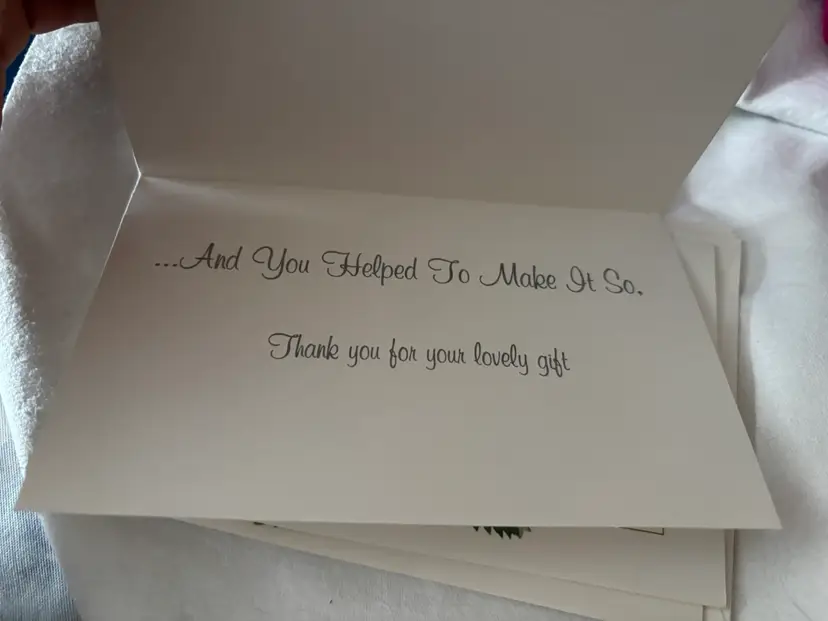 ...And You Helped To Make It So.
Thank you for your lovely gift